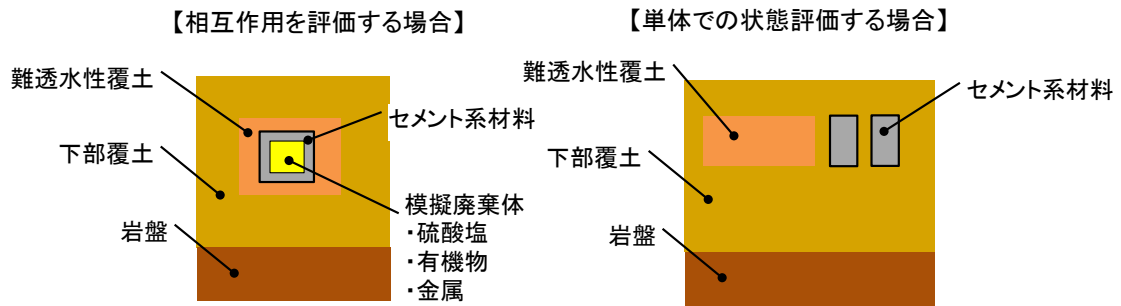 【相互作用を評価する場合】
難透水性覆土
セメント系材料
下部覆土
模擬廃棄体
・硫酸塩
・有機物
・金属
岩盤
【単体での状態評価する場合】
難透水性覆土
セメント系材料
下部覆土
岩盤